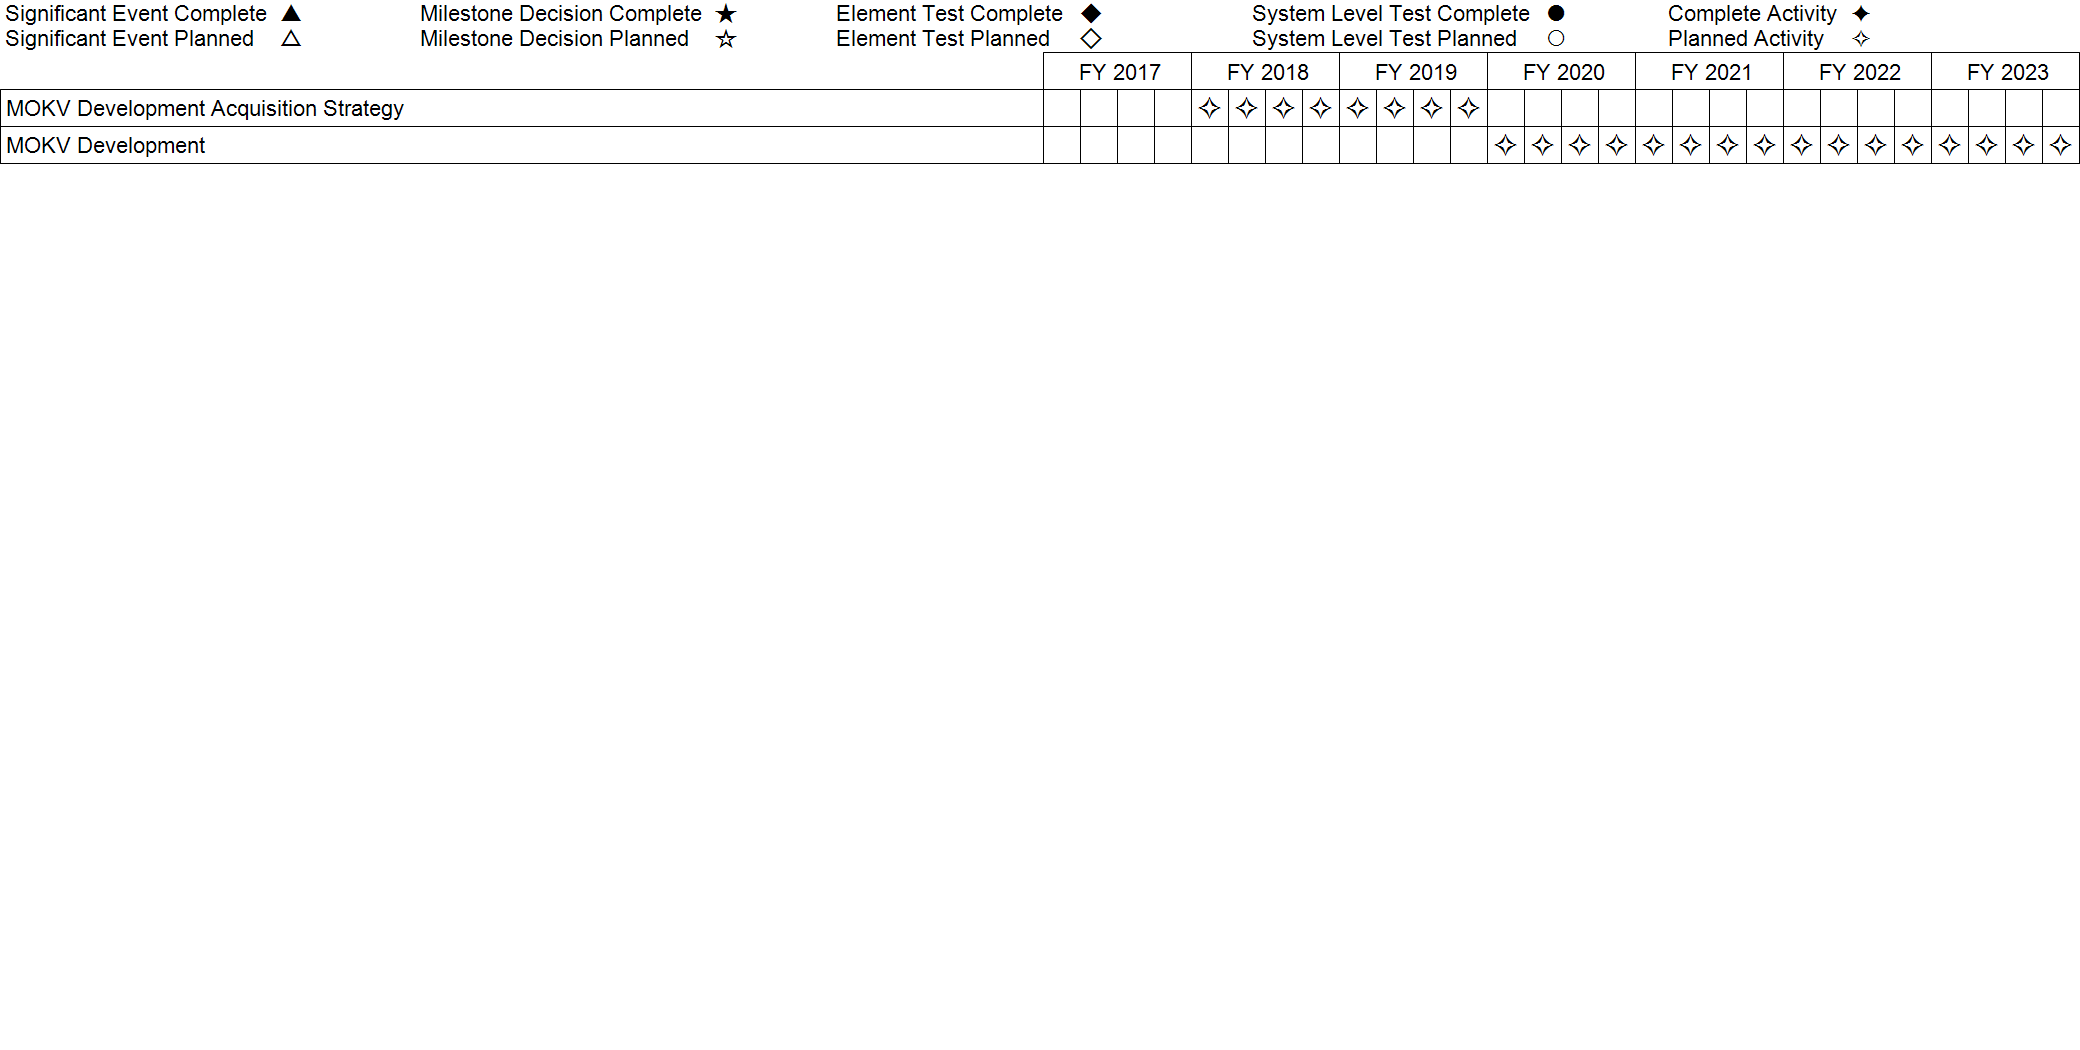 Significant Event Complete ▲ Milestone Decision Complete ★ Element Test Complete ◆ System Level Test Complete ● Complete Activity ✦
Significant Event Planned △ Milestone Decision Planned ☆ Element Test Planned ◇ System Level Test Planned ○ Planned Activity ✧
FY 2017 FY 2018 FY 2019 FY 2020 FY 2021 FY 2022 FY 2023
MOKV Development Acquisition Strategy ✧ ✧ ✧ ✧ ✧ ✧ ✧ ✧
MOKV Development ✧ ✧ ✧ ✧ ✧ ✧ ✧ ✧ ✧ ✧ ✧ ✧ ✧ ✧ ✧ ✧